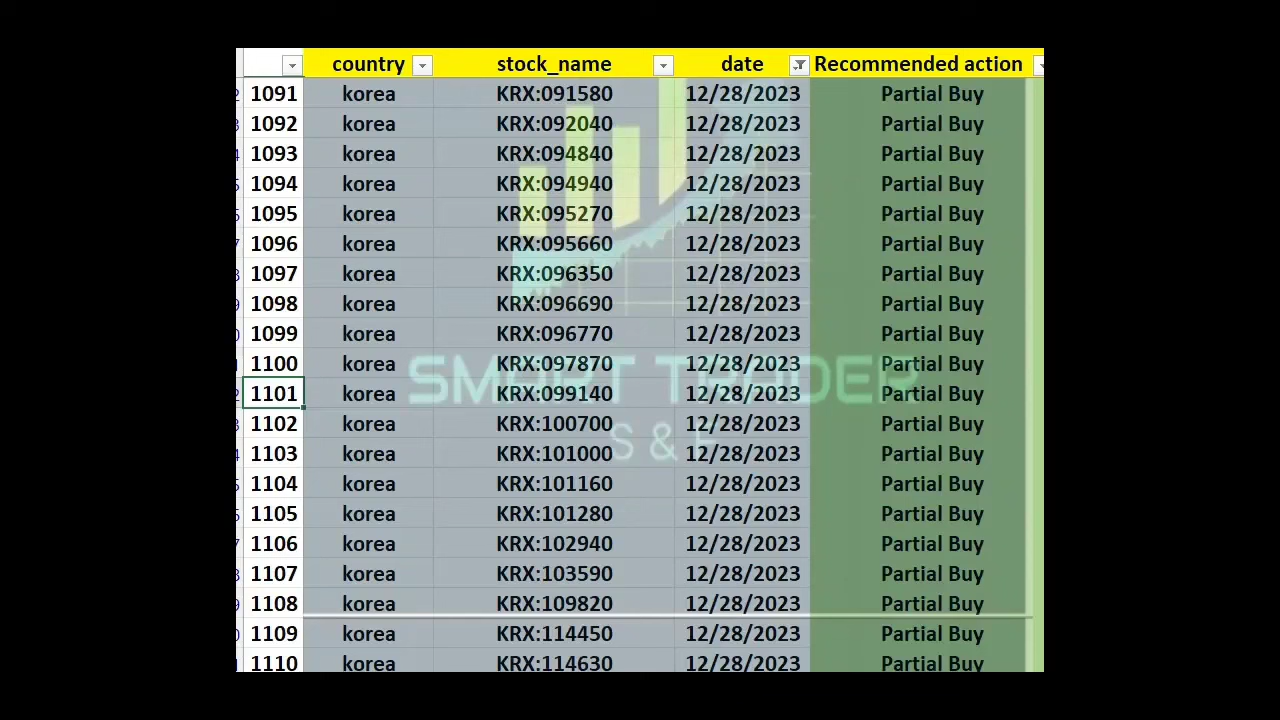 country stock_name date Recommended action
1091 korea KRX:091580 12/28/2023 Partial Buy
1092 korea KRX:092040 12/28/2023 Partial Buy
1093 korea KRX:094840 12/28/2023 Partial Buy
1094 korea KRX:094940 12/28/2023 Partial Buy
1095 korea KRX:095270 12/28/2023 Partial Buy
1096 korea KRX:095660 12/28/2023 Partial Buy
1097 korea KRX:096350 12/28/2023 Partial Buy
1098 korea KRX:096690 12/28/2023 Partial Buy
1099 korea KRX:096770 12/28/2023 Partial Buy
1100 korea KRX:097870 12/28/2023 Partial Buy
1101 korea KRX:099140 12/28/2023 Partial Buy
SMART TRADER
1102 korea KRX:100700 12/28/2023 Partial Buy
S & F
1103 korea KRX:101000 12/28/2023 Partial Buy
1104 korea KRX:101160 12/28/2023 Partial Buy
1105 korea KRX:101280 12/28/2023 Partial Buy
1106 korea KRX:102940 12/28/2023 Partial Buy
1107 korea KRX:103590 12/28/2023 Partial Buy
1108 korea KRX:109820 12/28/2023 Partial Buy
1109 korea KRX:114450 12/28/2023 Partial Buy
1110 korea KRX:114630 12/28/2023 Partial Buy